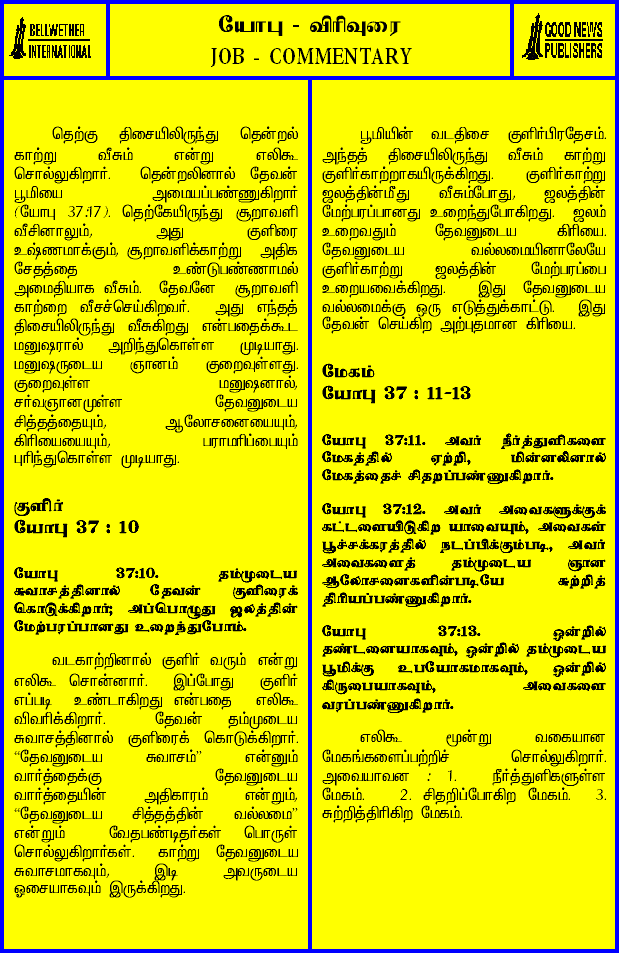 BELLWETHER
INTERNATIONAL
யோபு - விரிவுரை
JOB - COMMENTARY
GOOD NEWS
PUBLISHERS
தெற்கு திசையிலிருந்து தென்றல்
காற்று வீசும் என்று எலிகூ
சொல்லுகிறார். தென்றலினால் தேவன்
பூமியை அமையப்பண்ணுகிறார்
(யோபு 37:17). தெற்கேயிருந்து சூறாவளி
வீசினாலும், அது குளிரை
உஷ்ணமாக்கும், சூறாவளிக்காற்று அதிக
சேதத்தை உண்டுபண்ணாமல்
அமைதியாக வீசும். தேவனே சூறாவளி
காற்றை வீசச்செய்கிறவர். அது எந்தத்
திசையிலிருந்து வீசுகிறது என்பதைக்கூட
மனுஷரால் அறிந்துகொள்ள முடியாது.
மனுஷருடைய ஞானம் குறைவுள்ளது.
குறைவுள்ள மனுஷனால்,
சர்வஞானமுள்ள தேவனுடைய
சித்தத்தையும், ஆலோசனையையும்,
கிரியையையும், பராமரிப்பையும்
புரிந்துகொள்ள முடியாது.
குளிர்
யோபு 37 : 10
யோபு 37:10. தம்முடைய
சுவாசத்தினால் தேவன் குளிரைக்
கொடுக்கிறார்; அப்பொழுது ஜலத்தின்
மேற்பரப்பானது உறைந்துபோம்.
வடகாற்றினால் குளிர் வரும் என்று
எலிகூ சொன்னார். இப்போது குளிர்
எப்படி உண்டாகிறது என்பதை எலிகூ
விவரிக்கிறார். தேவன் தம்முடைய
சுவாசத்தினால் குளிரைக் கொடுக்கிறார்.
“தேவனுடைய சுவாசம்” என்னும்
வார்த்தைக்கு தேவனுடைய
வார்த்தையின் அதிகாரம் என்றும்,
“தேவனுடைய சித்தத்தின் வல்லமை”
என்றும் வேதபண்டிதர்கள் பொருள்
சொல்லுகிறார்கள். காற்று தேவனுடைய
சுவாசமாகவும், இடி அவருடைய
ஓசையாகவும் இருக்கிறது.
பூமியின் வடதிசை குளிர்பிரதேசம்.
அந்தத் திசையிலிருந்து வீசும் காற்று
குளிர்காற்றாகயிருக்கிறது. குளிர்காற்று
ஜலத்தின்மீது வீசும்போது, ஜலத்தின்
மேற்பரப்பானது உறைந்துபோகிறது. ஜலம்
உறைவதும் தேவனுடைய கிரியை.
தேவனுடைய வல்லமையினாலேயே
குளிர்காற்று ஜலத்தின் மேற்பரப்பை
உறையவைக்கிறது. இது தேவனுடைய
வல்லமைக்கு ஒரு எடுத்துக்காட்டு. இது
தேவன் செய்கிற அற்புதமான கிரியை.
மேகம்
யோபு 37 : 11-13
யோபு 37:11. அவர் நீர்த்துளிகளை
மேகத்தில் ஏற்றி, மின்னலினால்
மேகத்தைச் சிதறப்பண்ணுகிறார்.
யோபு 37:12. அவர் அவைகளுக்குக்
கட்டளையிடுகிற யாவையும், அவைகள்
பூச்சக்கரத்தில் நடப்பிக்கும்படி, அவர்
அவைகளைத் தம்முடைய ஞான
ஆலோசனைகளின்படியே சுற்றித்
திரியப்பண்ணுகிறார்.
யோபு 37:13. ஒன்றில்
தண்டனையாகவும், ஒன்றில் தம்முடைய
பூமிக்கு உபயோகமாகவும், ஒன்றில்
கிருபையாகவும், அவைகளை
வரப்பண்ணுகிறார்.
எலிகூ மூன்று வகையான
மேகங்களைப்பற்றிச் சொல்லுகிறார்.
அவையாவன : 1. நீர்த்துளிகளுள்ள
மேகம். 2. சிதறிப்போகிற மேகம். 3.
சுற்றித்திரிகிற மேகம்.